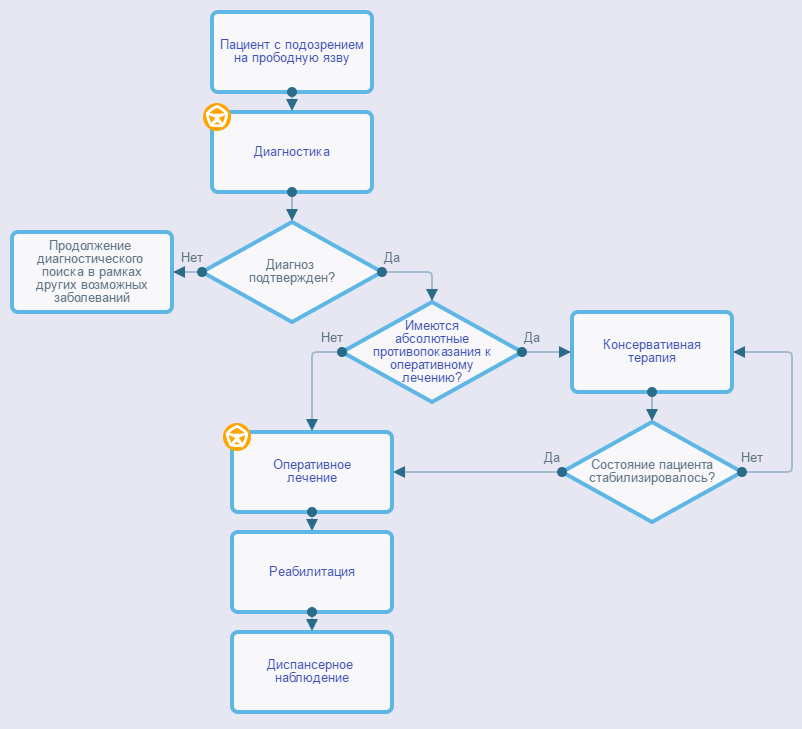 Пациент с подозрением
на прободную язву
Диагностика
Продолжение
диагностического
поиска в рамках
других возможных
заболеваний
Нет
Диагноз
подтвержден?
Да
Нет
Имеются
абсолютные
противопоказания к
оперативному
лечению?
Да
Консервативная
терапия
Оперативное
лечение
Да
Состояние пациента
стабилизировалось?
Нет
Реабилитация
Диспансерное
наблюдение